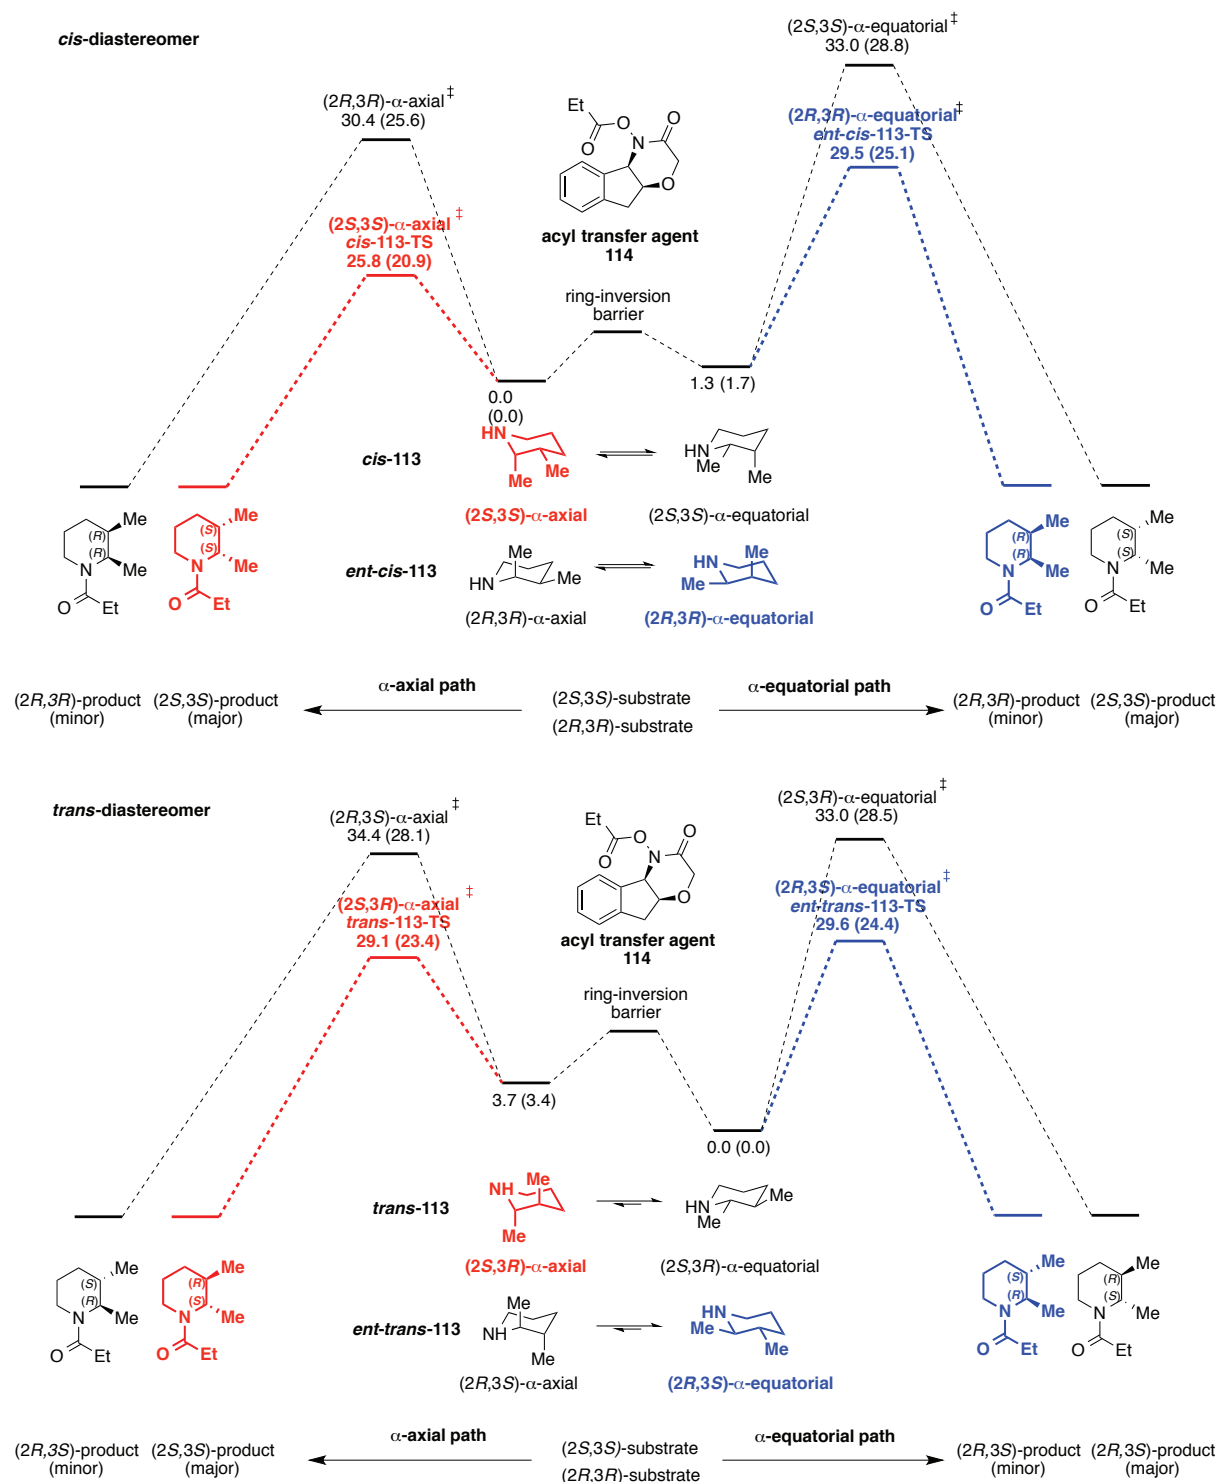 cis-diastereomer
(2S,3S)-α-equatorial‡
33.0 (28.8)
(2R,3R)-α-axial‡
30.4 (25.6)
Et
O
O
N
O
O
(2R,3R)-α-equatorial‡
ent-cis-113-TS
29.5 (25.1)
(2S,3S)-α-axial‡
cis-113-TS
25.8 (20.9)
acyl transfer agent
114
ring-inversion
barrier
0.0
(0.0)
1.3 (1.7)
cis-113
HN
Me
Me
HN
Me
Me
(2S,3S)-α-axial
(2S,3S)-α-equatorial
ent-cis-113
Me
HN
Me
HN
Me
Me
(2R,3R)-α-axial
(2R,3R)-α-equatorial
Me
(R)
(R)
Me
N
O
Et
Me
(S)
(S)
Me
N
O
Et
Me
(R)
(R)
Me
N
O
Et
Me
(S)
(S)
Me
N
O
Et
(2R,3R)-product
(minor)
(2S,3S)-product
(major)
α-axial path
(2S,3S)-substrate
(2R,3R)-substrate
α-equatorial path
(2R,3R)-product
(minor)
(2S,3S)-product
(major)
trans-diastereomer
(2S,3R)-α-equatorial‡
33.0 (28.5)
(2R,3S)-α-axial‡
34.4 (28.1)
Et
O
O
N
O
O
(2R,3S)-α-equatorial‡
ent-trans-113-TS
29.6 (24.4)
(2S,3R)-α-axial‡
trans-113-TS
29.1 (23.4)
acyl transfer agent
114
ring-inversion
barrier
3.7 (3.4)
0.0 (0.0)
trans-113
Me
NH
Me
HN
Me
Me
(2S,3R)-α-axial
(2S,3R)-α-equatorial
ent-trans-113
Me
NH
Me
HN
Me
Me
(2R,3S)-α-axial
(2R,3S)-α-equatorial
Me
(S)
(R)
Me
N
O
Et
Me
(R)
(S)
Me
N
O
Et
Me
(S)
(R)
Me
N
O
Et
Me
(R)
(S)
Me
N
O
Et
(2R,3S)-product
(minor)
(2S,3S)-product
(major)
α-axial path
(2S,3S)-substrate
(2R,3R)-substrate
α-equatorial path
(2R,3S)-product
(minor)
(2R,3S)-product
(major)